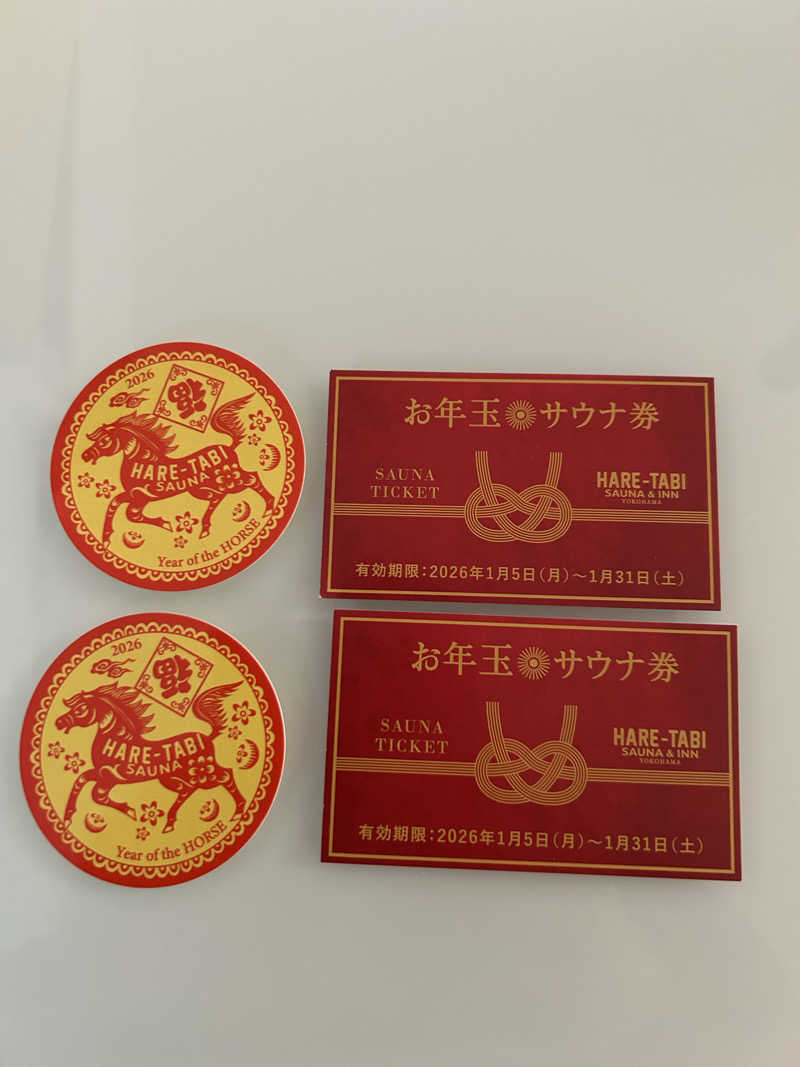 2026
福
HARE-TABI
SAUNA
Year of the HORSE
お年玉 サウナ券
SAUNA
TICKET
HARE-TABI
SAUNA & INN
YOKOHAMA
有効期限：2026年1月5日（月）～1月31日（土）
2026
福
HARE-TABI
SAUNA
Year of the HORSE
お年玉 サウナ券
SAUNA
TICKET
HARE-TABI
SAUNA & INN
YOKOHAMA
有効期限：2026年1月5日（月）～1月31日（土）